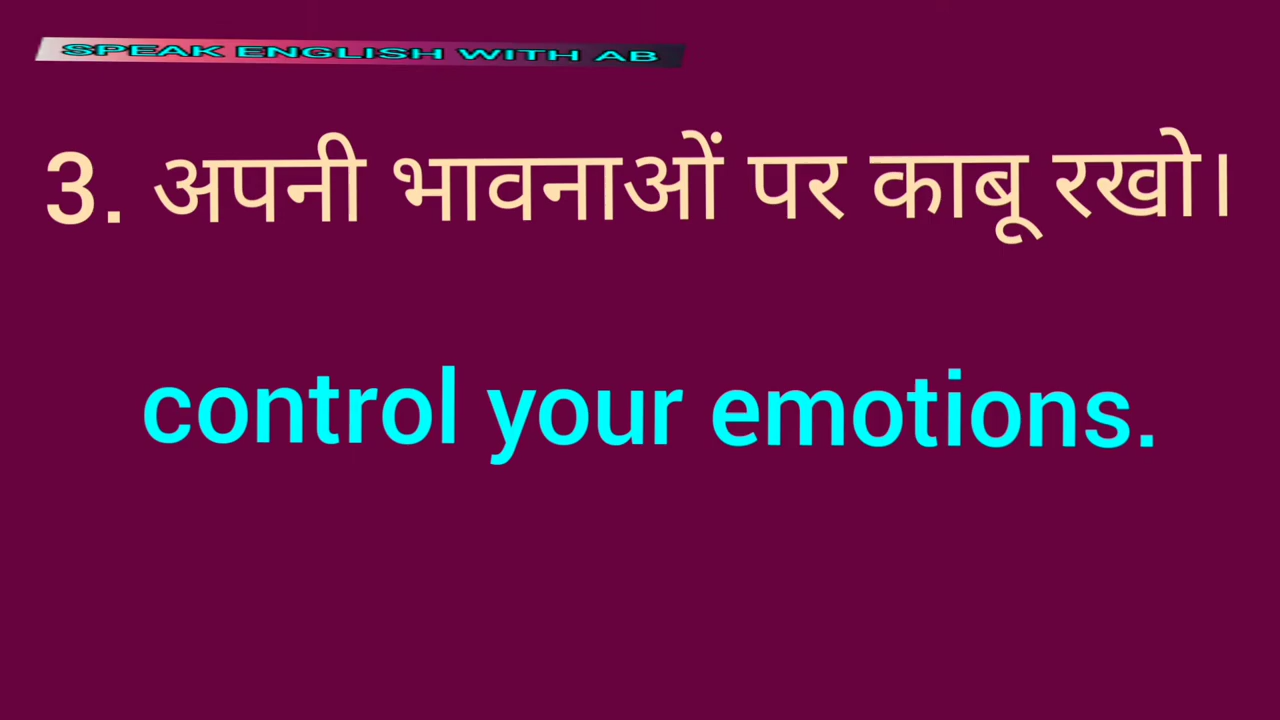 SPEAK ENGLISH WITH AB
3. अपनी भावनाओं पर काबू रखो।
control your emotions.